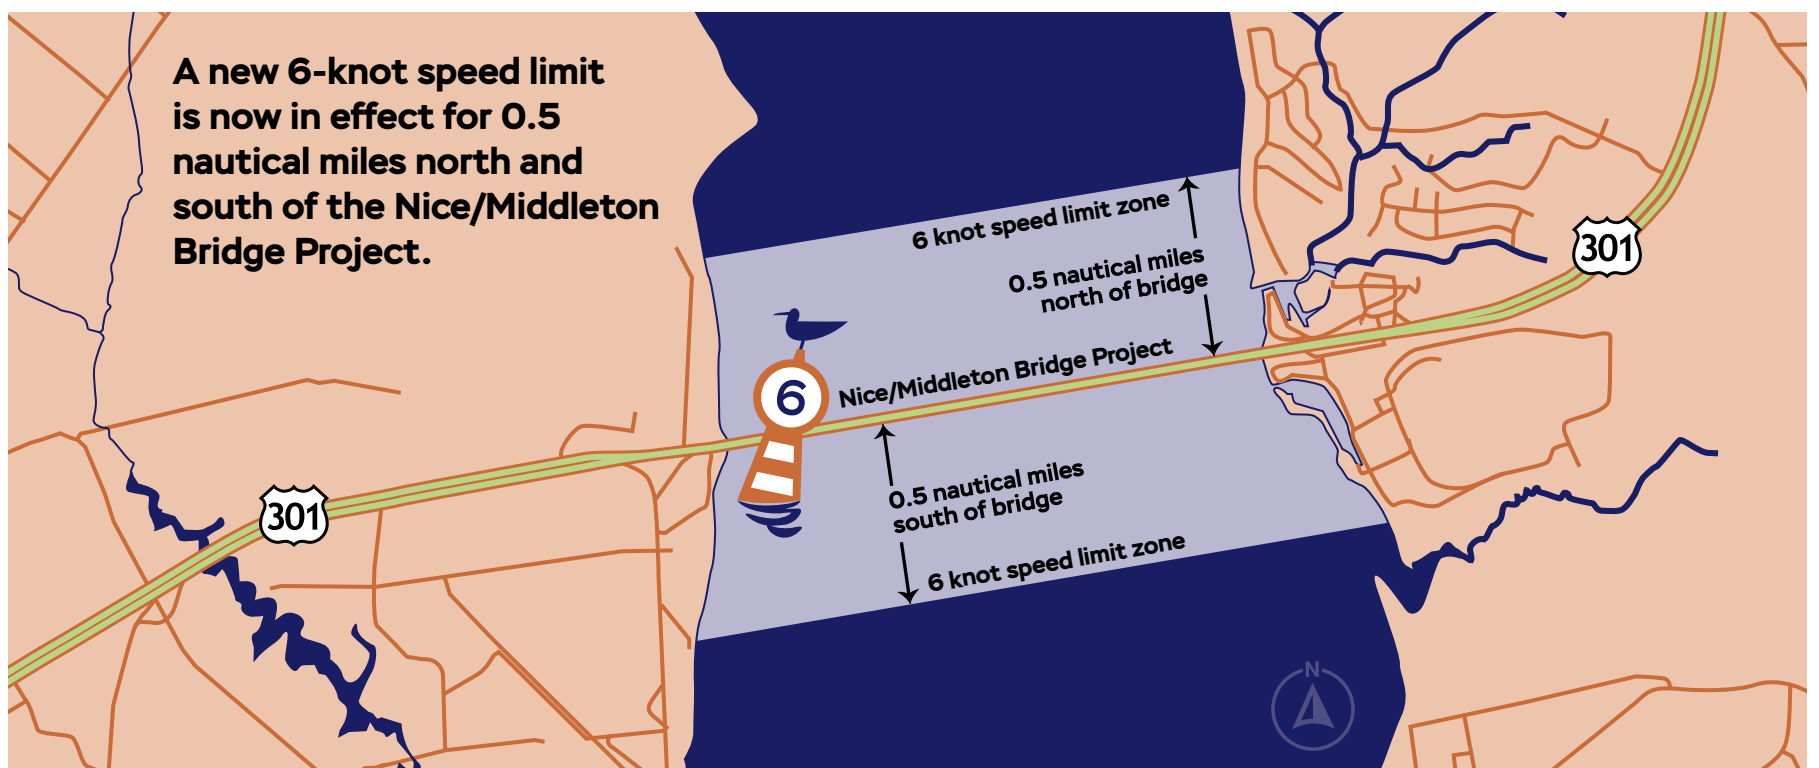 A new 6-knot speed limit
is now in effect for 0.5
nautical miles north and
south of the Nice/Middleton
Bridge Project.
6 knot speed limit zone
0.5 nautical miles
north of bridge
301
Nice/Middleton Bridge Project
6
0.5 nautical miles
south of bridge
301
6 knot speed limit zone
N